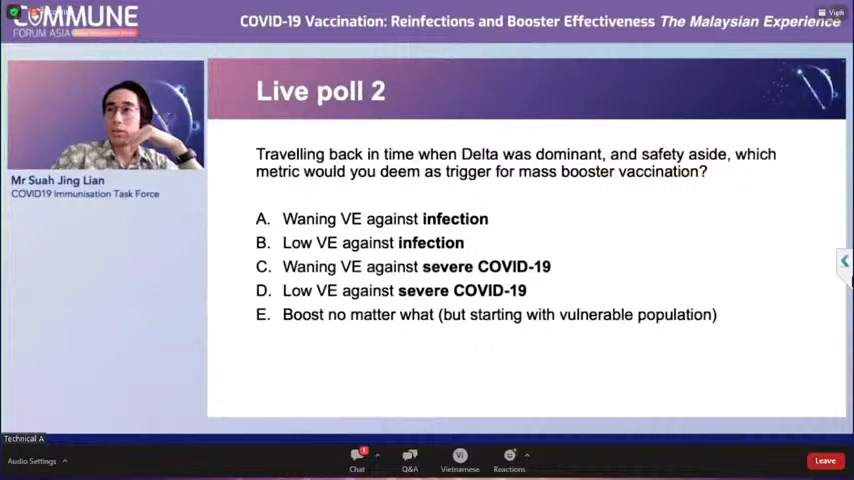 COMMUNE
FORUM ASIA
COVID-19 Vaccination: Reinfections and Booster Effectiveness The Malaysian Experience
View
Live poll 2
Travelling back in time when Delta was dominant, and safety aside, which
metric would you deem as trigger for mass booster vaccination?
A. Waning VE against infection
B. Low VE against infection
C. Waning VE against severe COVID-19
D. Low VE against severe COVID-19
E. Boost no matter what (but starting with vulnerable population)
Mr Suah Jing Lian
COVID19 Immunisation Task Force
Technical A
Audio Settings
1
Chat
Q&A
Vi
Vietnamese
Reactions
Leave